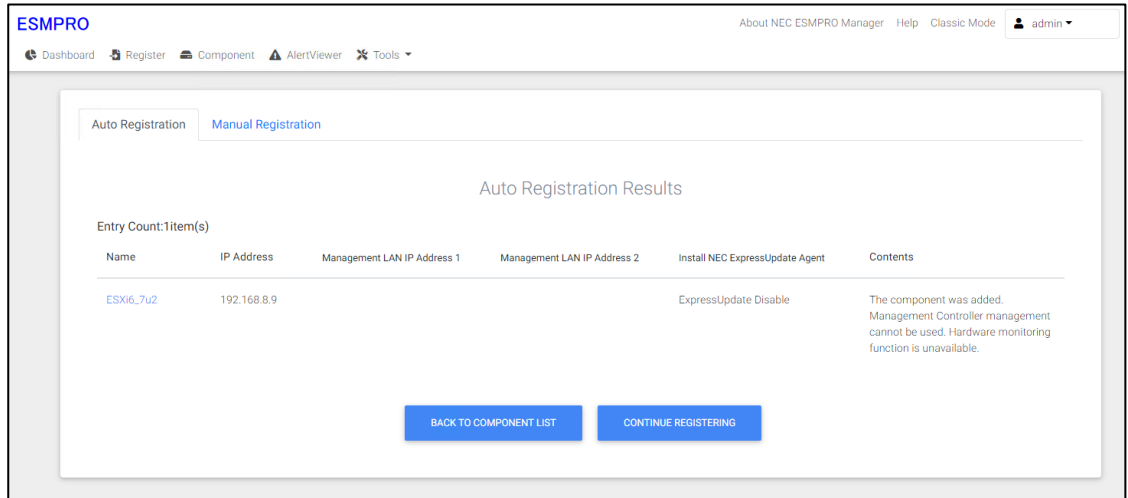 ESMPRO
About NEC ESMPRO Manager Help Classic Mode admin
Dashboard Register Component AlertViewer Tools
Auto Registration Manual Registration
Auto Registration Results
Entry Count:1item(s)
Name IP Address Management LAN IP Address 1 Management LAN IP Address 2 Install NEC ExpressUpdate Agent Contents
ESXi6_7u2 192.168.8.9 ExpressUpdate Disable The component was added.
Management Controller management
cannot be used. Hardware monitoring
function is unavailable.
BACK TO COMPONENT LIST CONTINUE REGISTERING